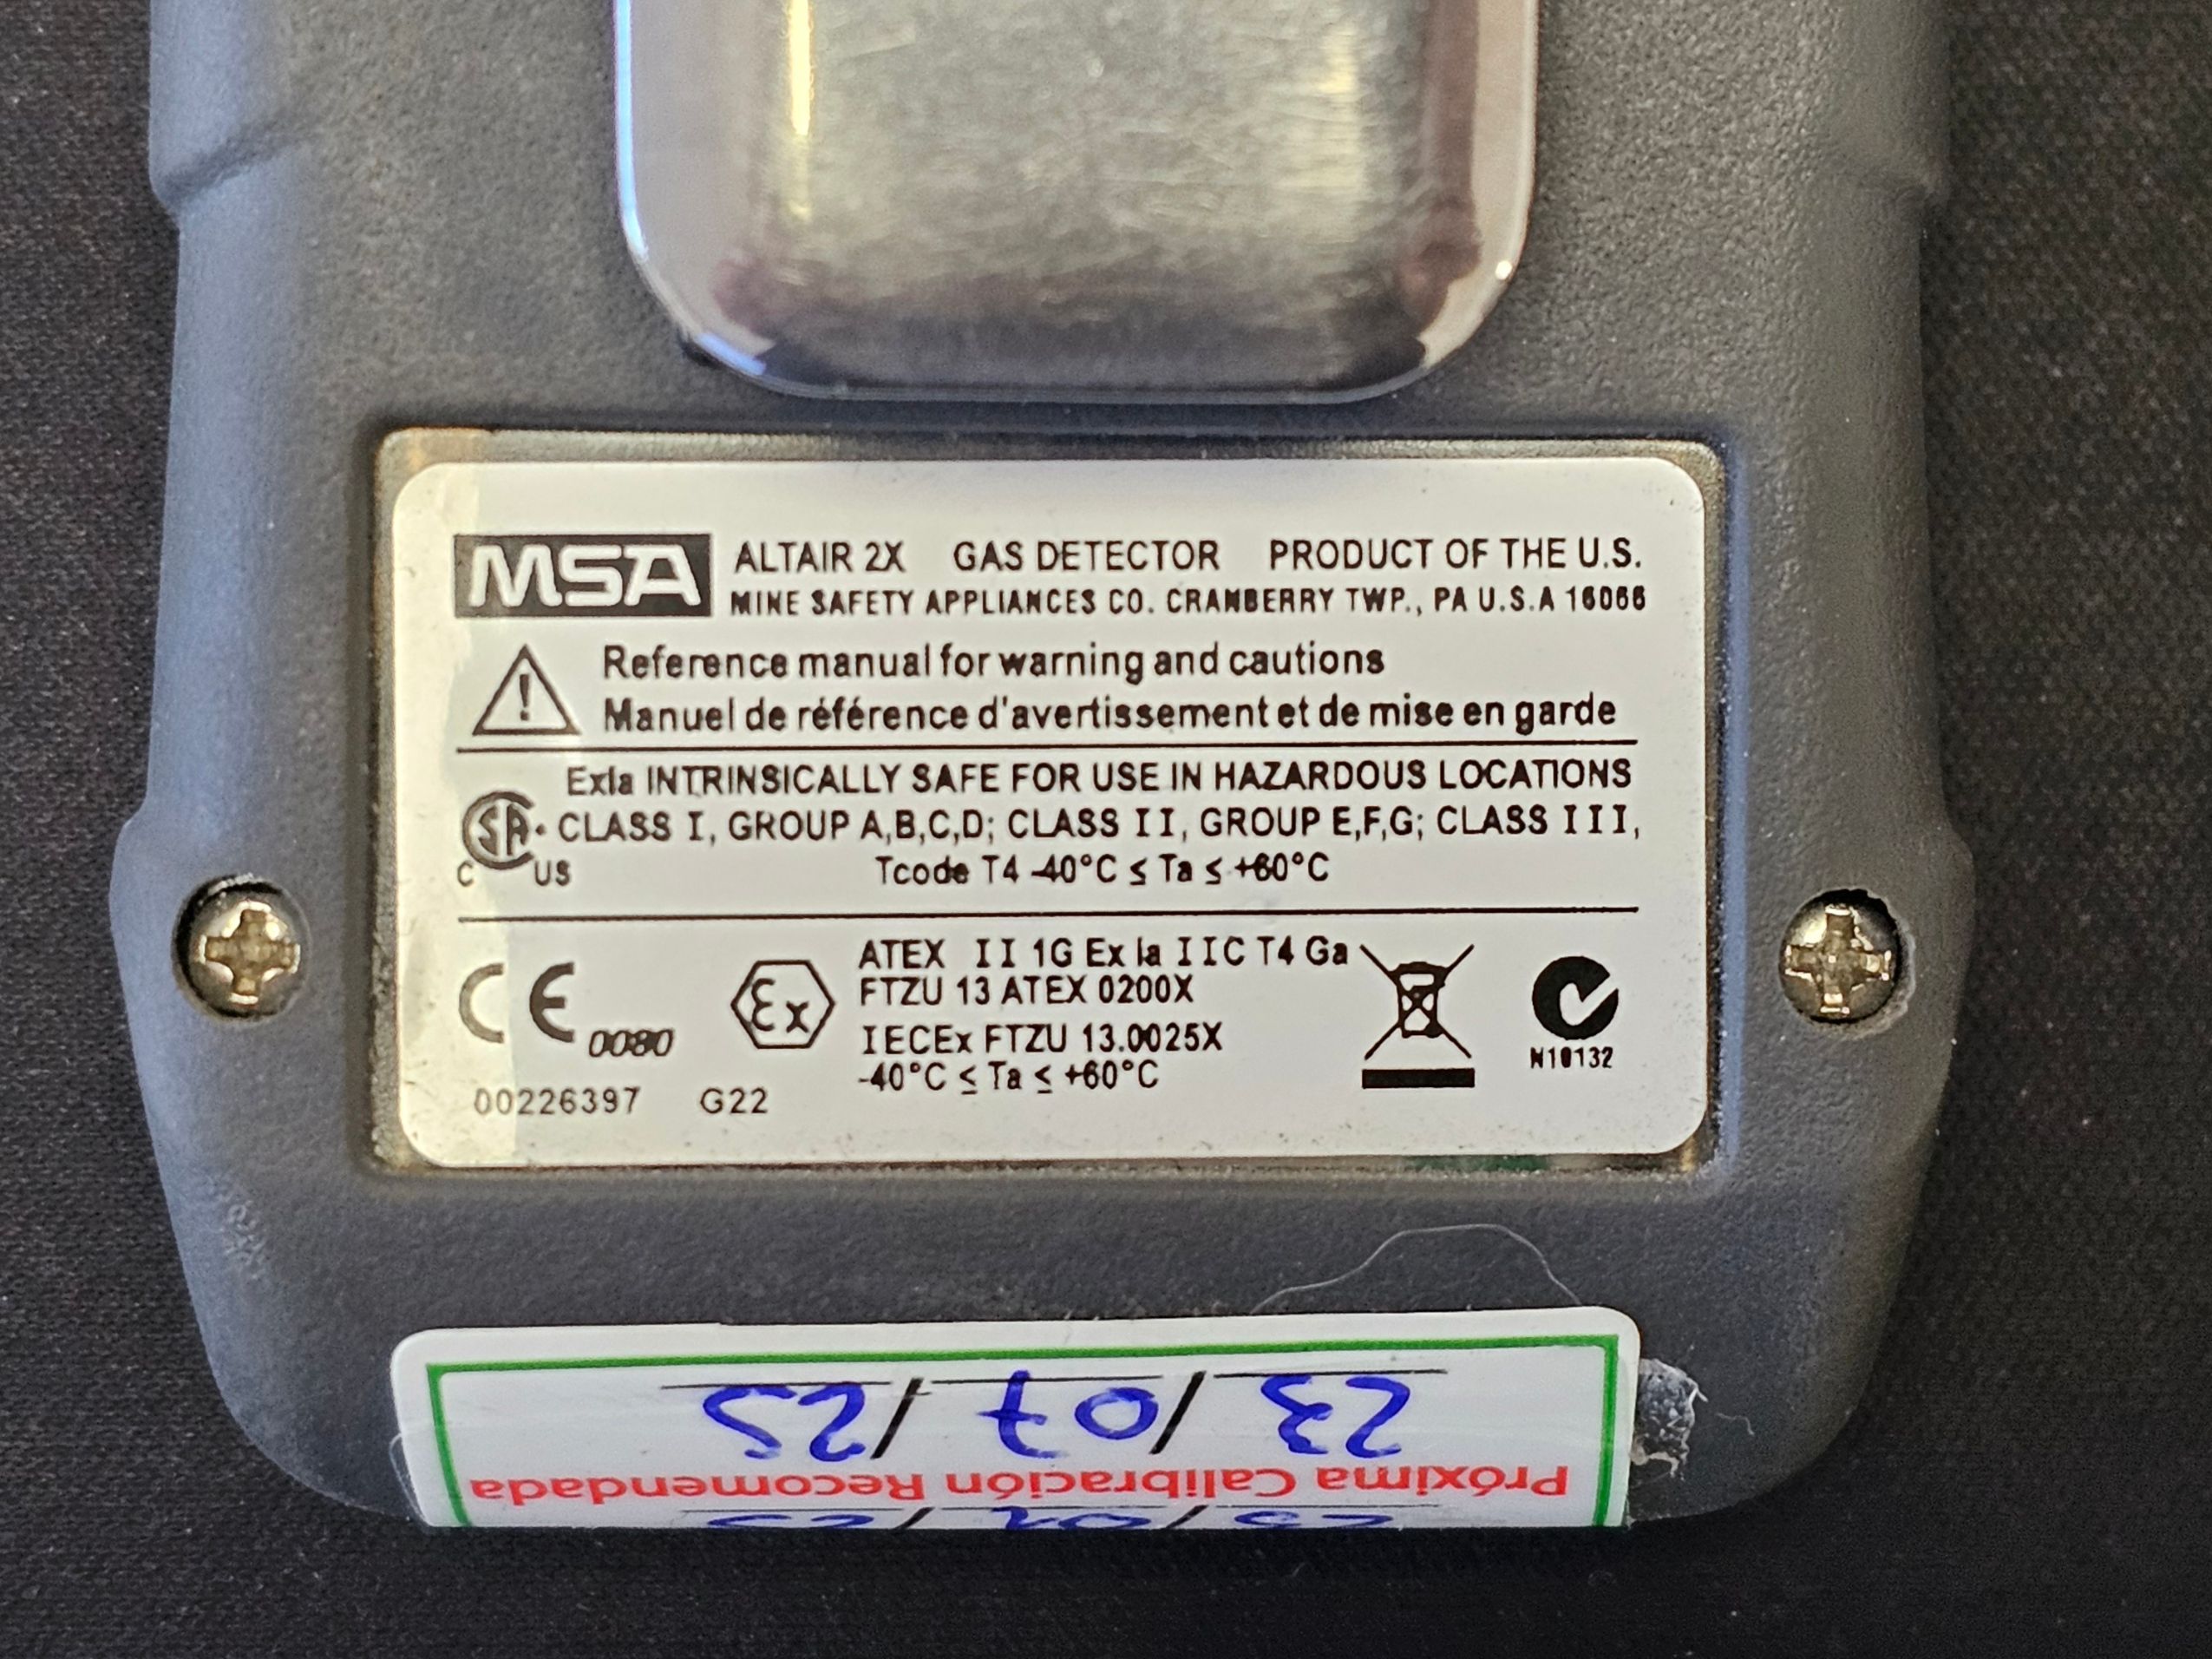 MSA ALTAIR 2X GAS DETECTOR PRODUCT OF THE U.S.
MINE SAFETY APPLIANCES CO. CRANBERRY TWP., PA U.S.A 16066
! Reference manual for warning and cautions
Manuel de référence d'avertissement et de mise en garde
ExIa INTRINSICALLY SAFE FOR USE IN HAZARDOUS LOCATIONS
CLASS I, GROUP A,B,C,D; CLASS II, GROUP E,F,G; CLASS III,
C US Tcode T4 -40°C ≤ Ta ≤ +60°C
ATEX II 1G Ex Ia IIC T4 Ga
FTZU 13 ATEX 0200X
CE 0080 Ex
IECEx FTZU 13.0025X
-40°C ≤ Ta ≤ +60°C
N10132
00226397 G22
Próxima Calibración Recomendada
23/07/25